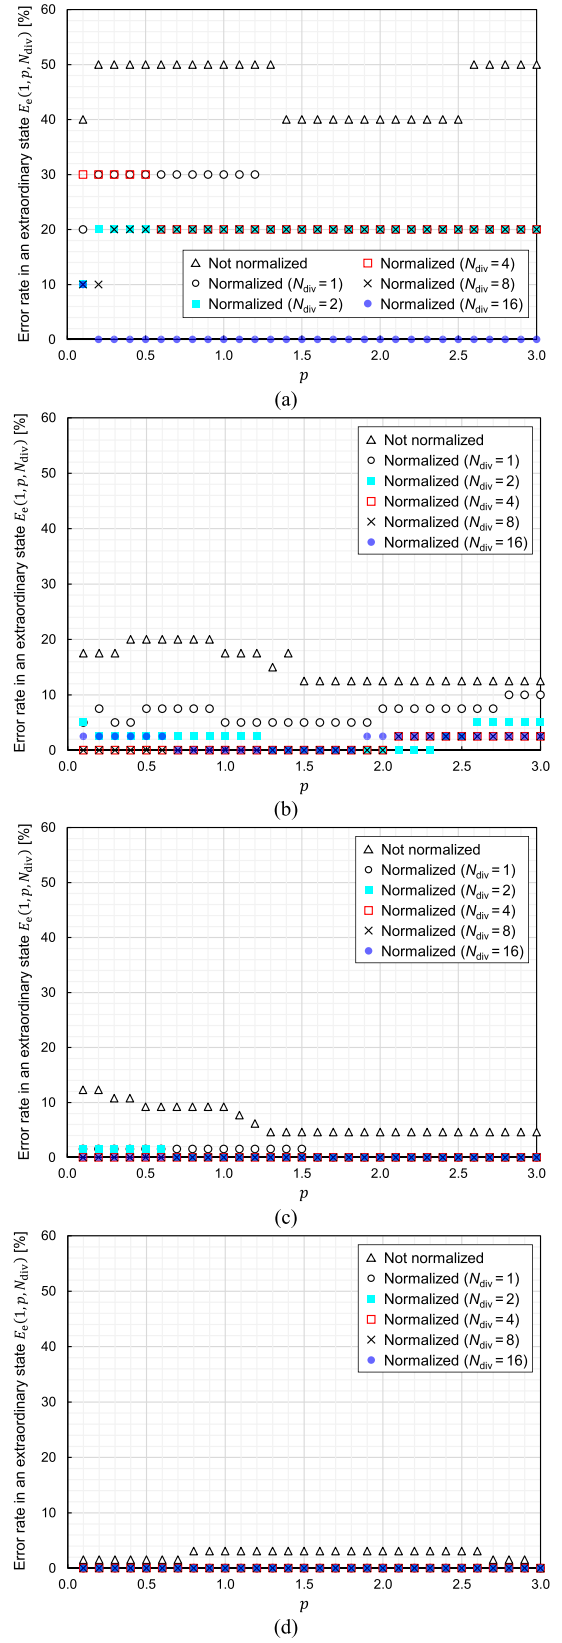 Error rate in an extraordinary state E_e(1, p, N_div) [%]
60
50
40
30
20
10
0
△ Not normalized
○ Normalized (N_div = 1)
■ Normalized (N_div = 2)
□ Normalized (N_div = 4)
× Normalized (N_div = 8)
● Normalized (N_div = 16)
0.0 0.5 1.0 1.5 2.0 2.5 3.0
p
(a)
Error rate in an extraordinary state E_e(1, p, N_div) [%]
60
50
40
30
20
10
0
△ Not normalized
○ Normalized (N_div = 1)
■ Normalized (N_div = 2)
□ Normalized (N_div = 4)
× Normalized (N_div = 8)
● Normalized (N_div = 16)
0.0 0.5 1.0 1.5 2.0 2.5 3.0
p
(b)
Error rate in an extraordinary state E_e(1, p, N_div) [%]
60
50
40
30
20
10
0
△ Not normalized
○ Normalized (N_div = 1)
■ Normalized (N_div = 2)
□ Normalized (N_div = 4)
× Normalized (N_div = 8)
● Normalized (N_div = 16)
0.0 0.5 1.0 1.5 2.0 2.5 3.0
p
(c)
Error rate in an extraordinary state E_e(1, p, N_div) [%]
60
50
40
30
20
10
0
△ Not normalized
○ Normalized (N_div = 1)
■ Normalized (N_div = 2)
□ Normalized (N_div = 4)
× Normalized (N_div = 8)
● Normalized (N_div = 16)
0.0 0.5 1.0 1.5 2.0 2.5 3.0
p
(d)